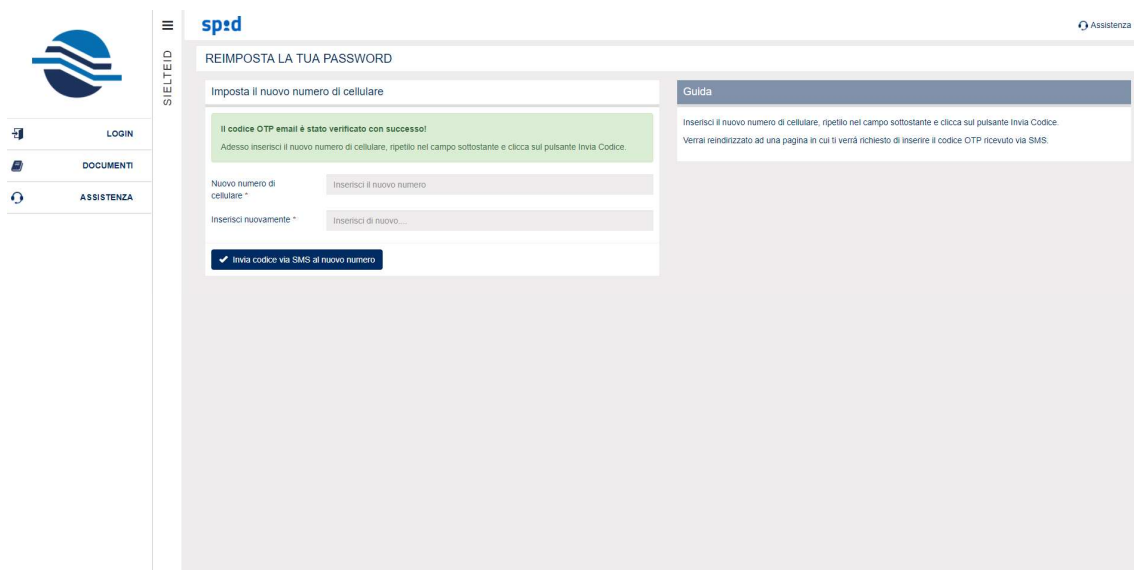 LOGIN
DOCUMENTI
ASSISTENZA
SIELTEID
spid
Assistenza
REIMPOSTA LA TUA PASSWORD
Imposta il nuovo numero di cellulare
Il codice OTP email è stato verificato con successo!
Adesso inserisci il nuovo numero di cellulare, ripetilo nel campo sottostante e clicca sul pulsante Invia Codice.
Nuovo numero di
cellulare *
Inserisci il nuovo numero
Inserisci nuovamente *
Inserisci di nuovo....
Invia codice via SMS al nuovo numero
Guida
Inserisci il nuovo numero di cellulare, ripetilo nel campo sottostante e clicca sul pulsante Invia Codice.
Verrai reindirizzato ad una pagina in cui ti verrà richiesto di inserire il codice OTP ricevuto via SMS.